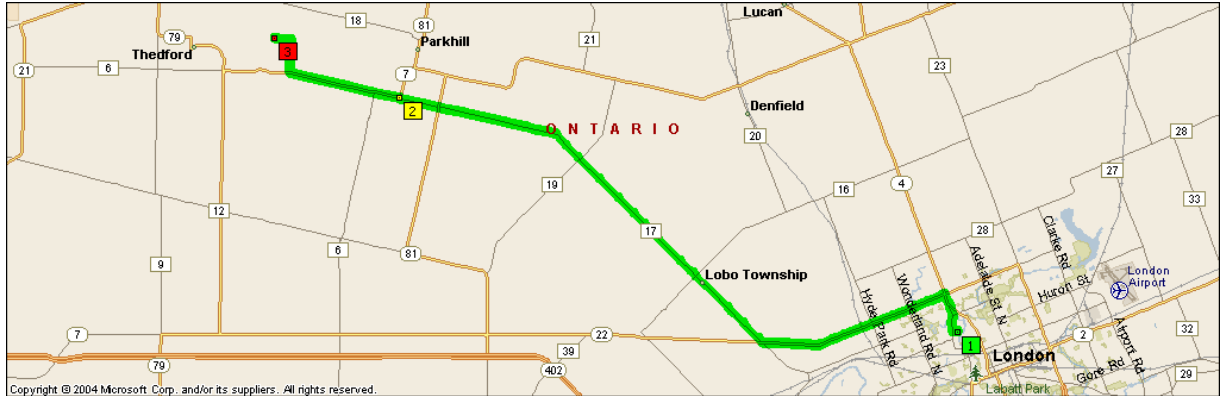 Lucan
18
81
79
Thedford
Parkhill
21
23
3
21
6
7
2
Denfield
ONTARIO
20
28
27
19
16
4
33
12
17
28
6
81
9
Lobo Township
Clarke Rd
Adelaide St N
Wonderland Rd N
Hyde Park Rd
Huron St
London
Airport
7
22
39
1
2
32
Airport Rd
London
79
402
Gore Rd
29
Labatt Park
Copyright © 2004 Microsoft Corp. and/or its suppliers. All rights reserved.